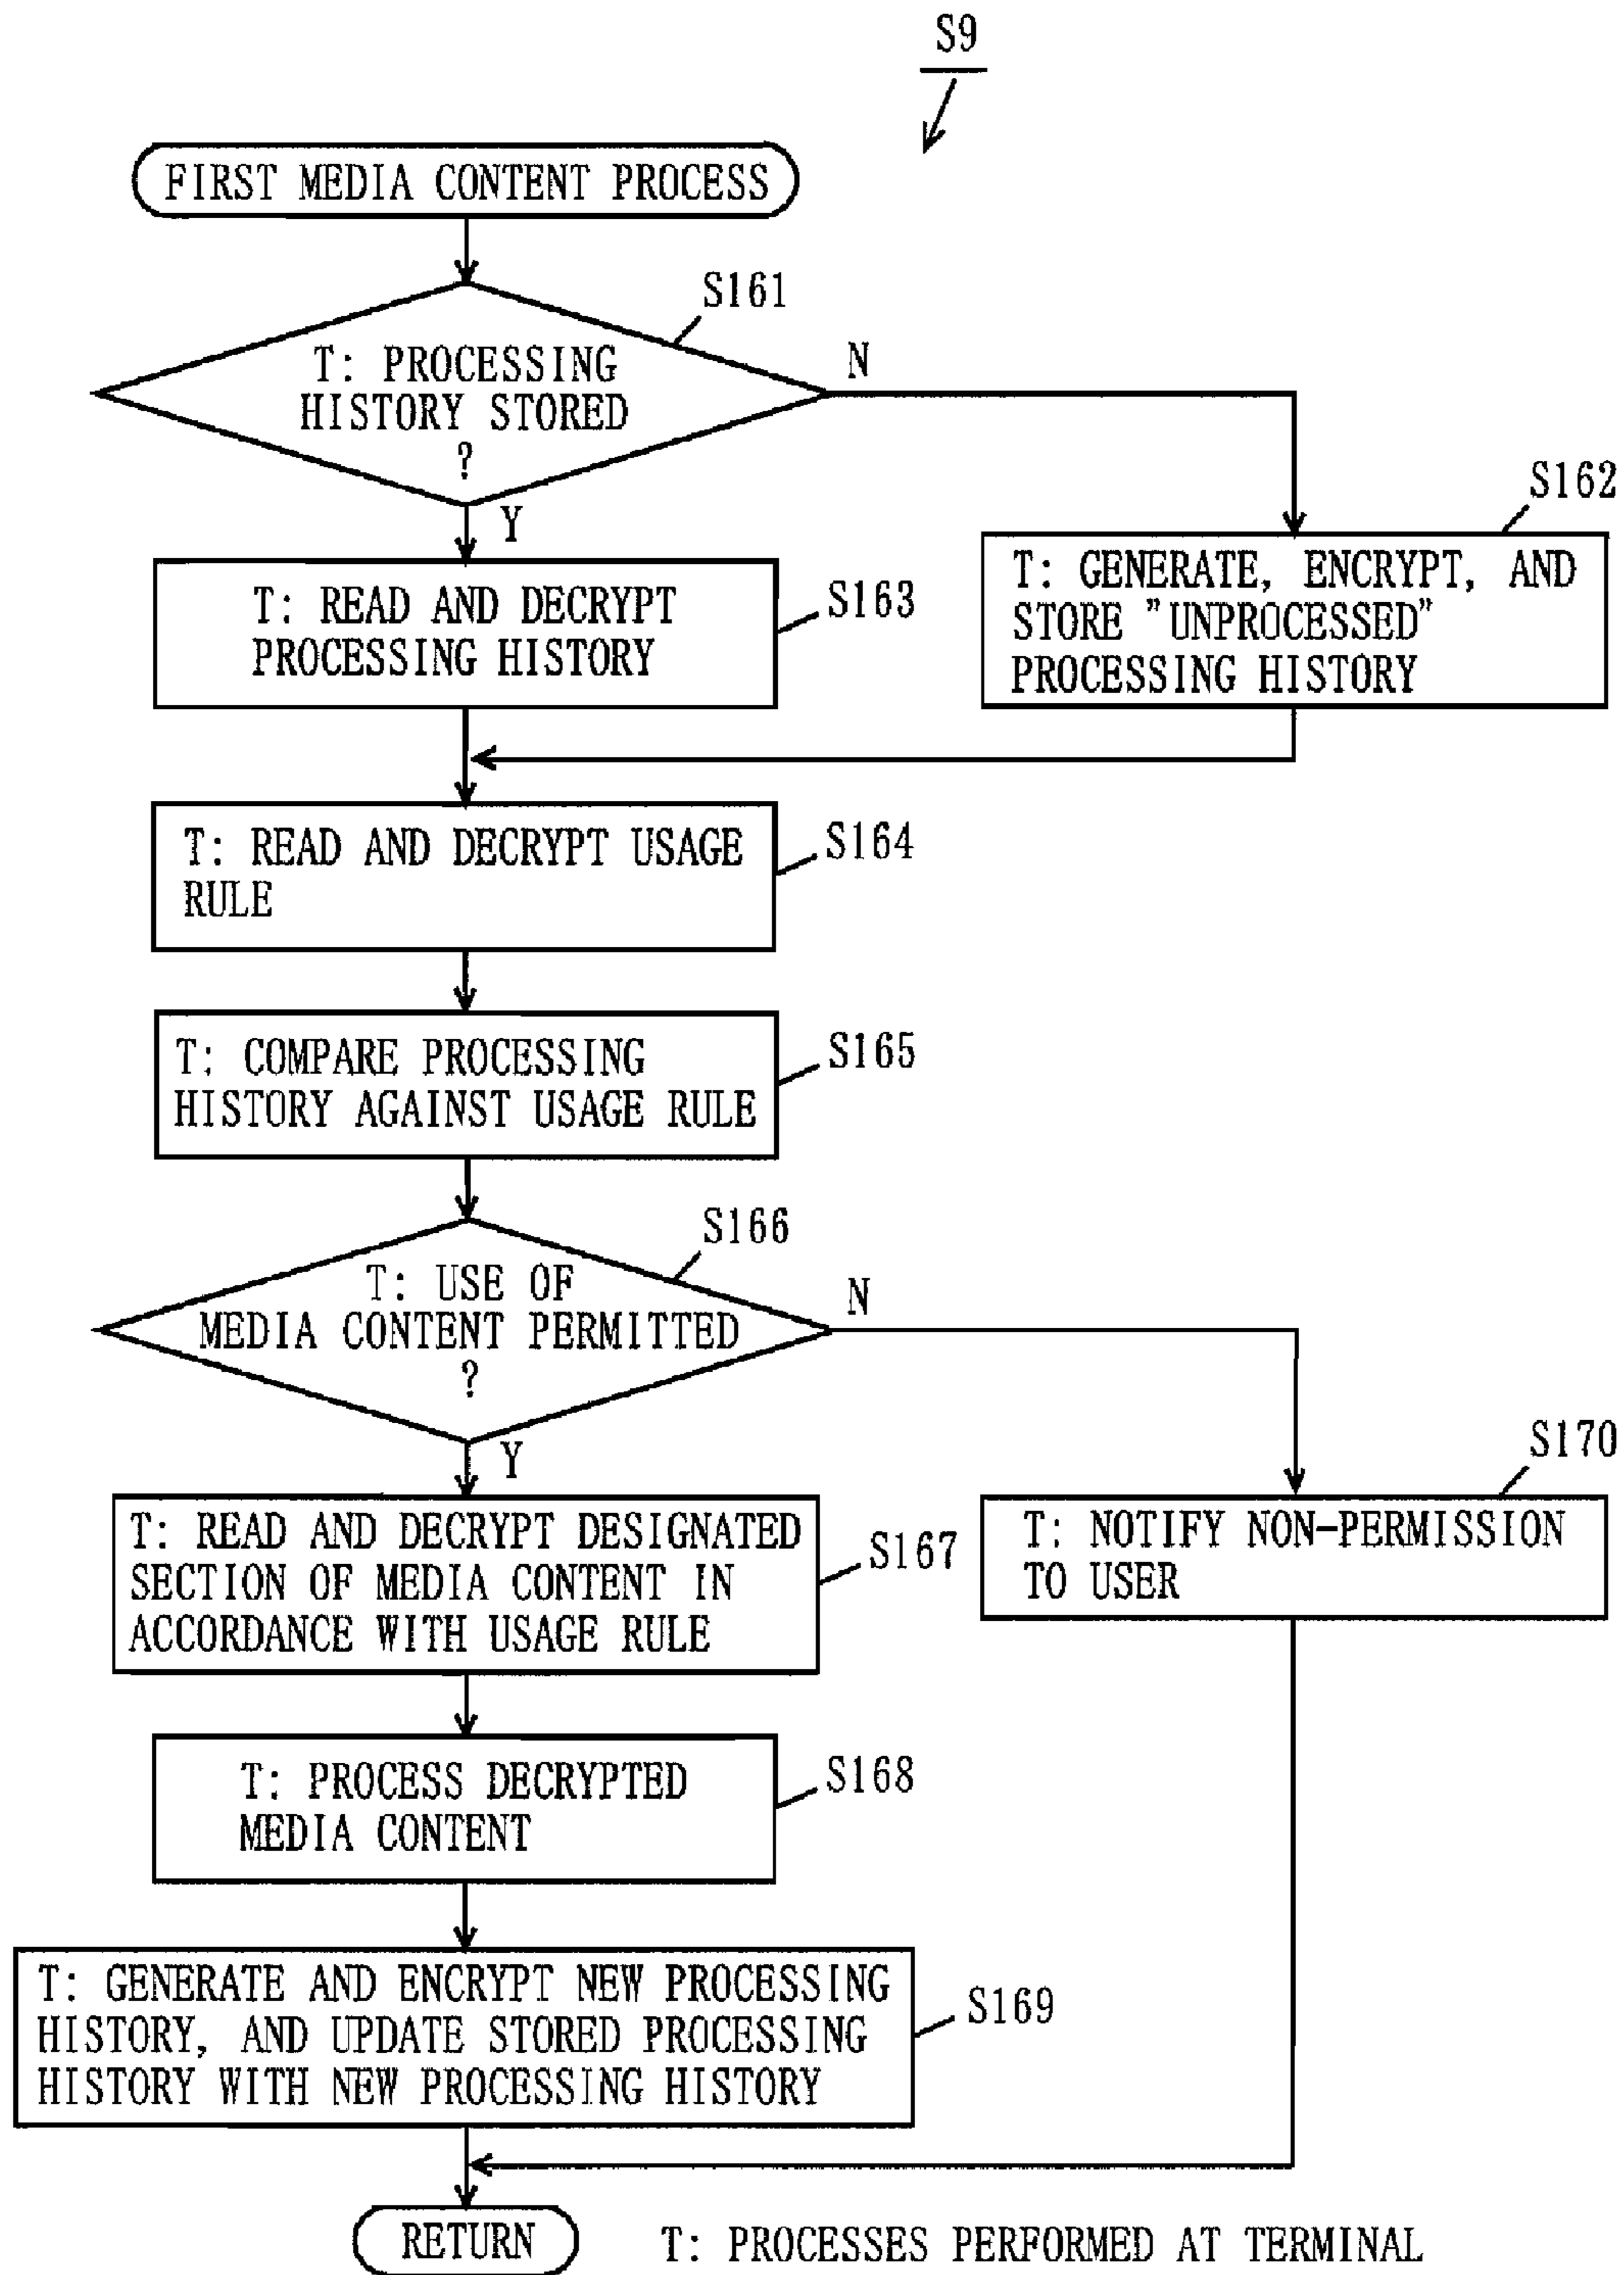 S9
FIRST MEDIA CONTENT PROCESS
S161
T: PROCESSING
HISTORY STORED
?
N
Y
S162
T: GENERATE, ENCRYPT, AND
STORE "UNPROCESSED"
PROCESSING HISTORY
S163
T: READ AND DECRYPT
PROCESSING HISTORY
S164
T: READ AND DECRYPT USAGE
RULE
S165
T: COMPARE PROCESSING
HISTORY AGAINST USAGE RULE
S166
T: USE OF
MEDIA CONTENT PERMITTED
?
N
Y
S170
T: NOTIFY NON-PERMISSION
TO USER
S167
T: READ AND DECRYPT DESIGNATED
SECTION OF MEDIA CONTENT IN
ACCORDANCE WITH USAGE RULE
S168
T: PROCESS DECRYPTED
MEDIA CONTENT
S169
T: GENERATE AND ENCRYPT NEW PROCESSING
HISTORY, AND UPDATE STORED PROCESSING
HISTORY WITH NEW PROCESSING HISTORY
RETURN
T: PROCESSES PERFORMED AT TERMINAL